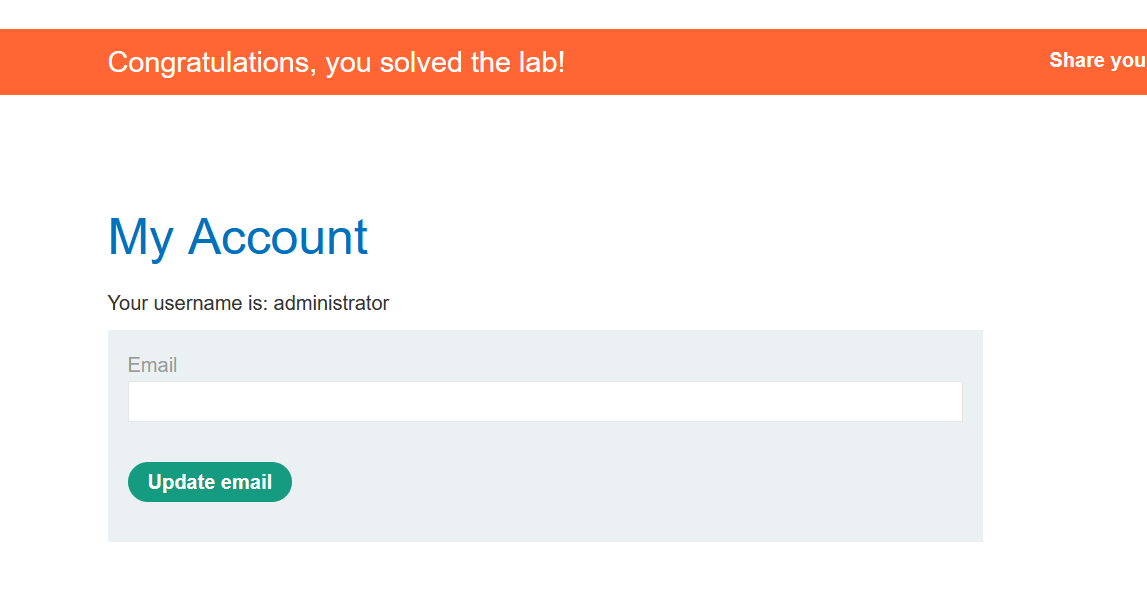 Congratulations, you solved the lab!
Share you
My Account
Your username is: administrator
Email
Update email